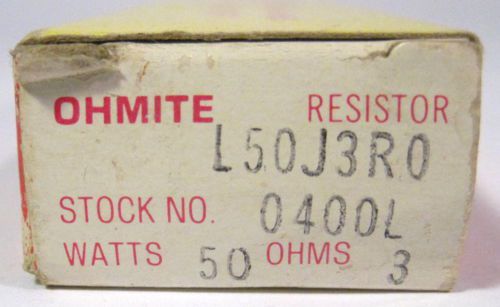 OHMITE RESISTOR
L50J3R0
STOCK NO. 0400L
WATTS 50 OHMS 3